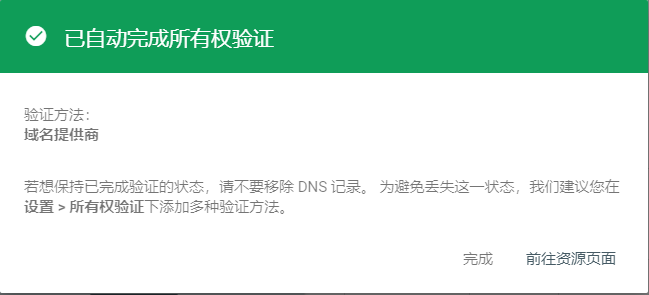 已自动完成所有权验证
验证方法：
域名提供商
若想保持已完成验证的状态，请不要移除 DNS 记录。 为避免丢失这一状态，我们建议您在
设置 > 所有权验证下添加多种验证方法。
完成 前往资源页面